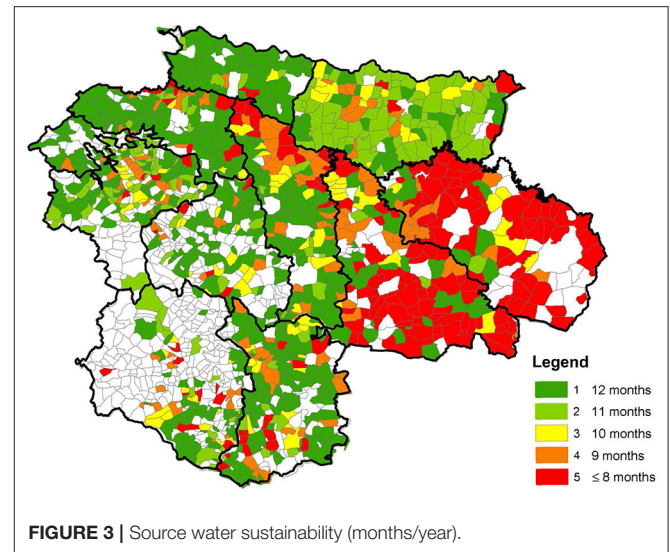 Legend
1 12 months
2 11 months
3 10 months
4 9 months
5 ≤ 8 months
FIGURE 3 | Source water sustainability (months/year).